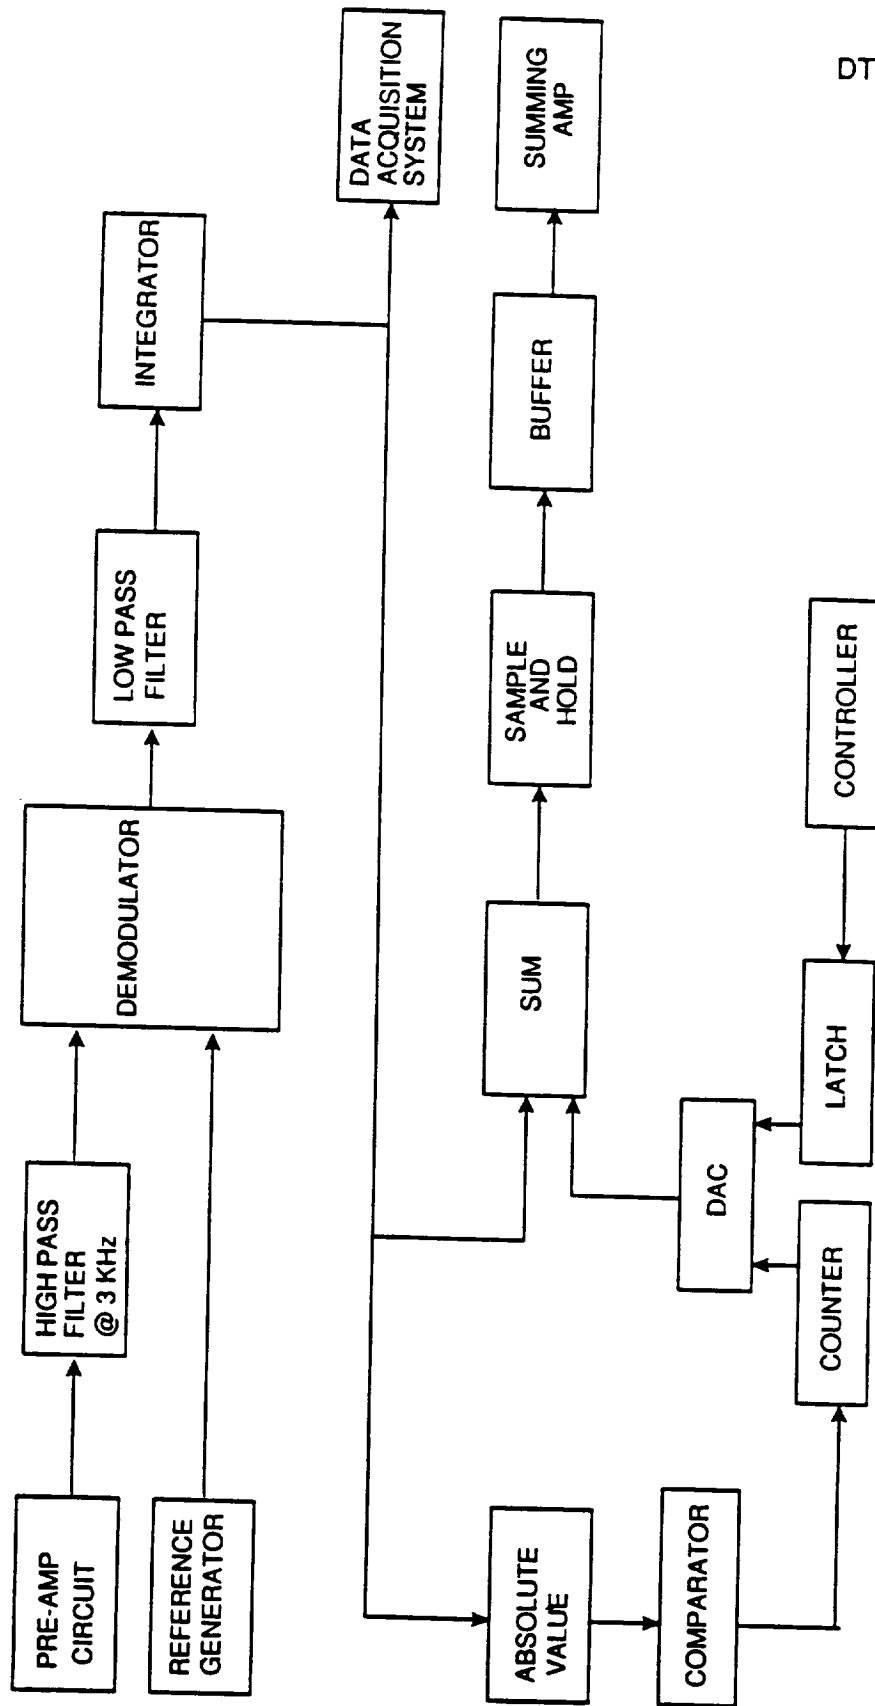 PRE-AMP
CIRCUIT
HIGH PASS
FILTER
@ 3 KHz
REFERENCE
GENERATOR
DEMODULATOR
LOW PASS
FILTER
INTEGRATOR
DATA
ACQUISITION
SYSTEM
ABSOLUTE
VALUE
COMPARATOR
COUNTER
DAC
LATCH
CONTROLLER
SUM
SAMPLE
AND
HOLD
BUFFER
SUMMING
AMP
DT